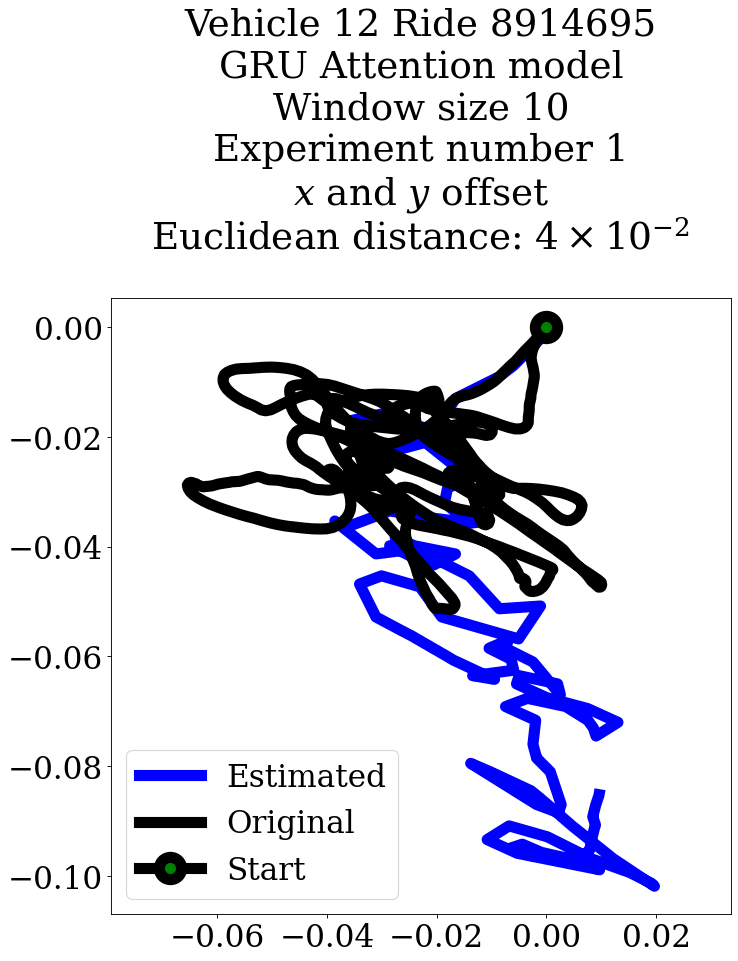 Vehicle 12 Ride 8914695
GRU Attention model
Window size 10
Experiment number 1
x and y offset
Euclidean distance: 4 × 10⁻²
0.00
−0.02
−0.04
−0.06
−0.08
−0.10
Estimated
Original
Start
−0.06 −0.04 −0.02 0.00 0.02